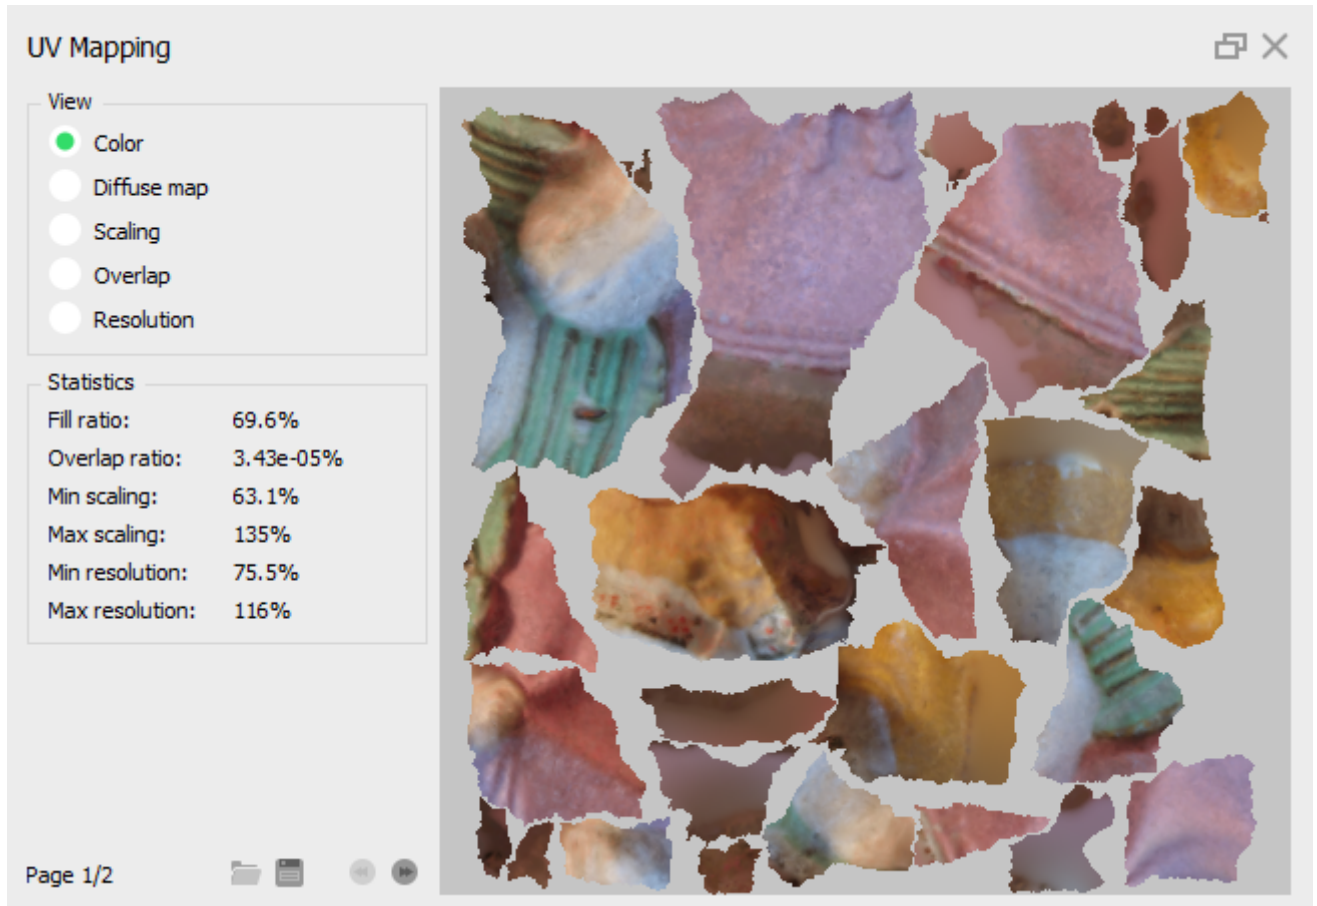 UV Mapping
View
Color
Diffuse map
Scaling
Overlap
Resolution
Statistics
Fill ratio: 69.6%
Overlap ratio: 3.43e-05%
Min scaling: 63.1%
Max scaling: 135%
Min resolution: 75.5%
Max resolution: 116%
Page 1/2